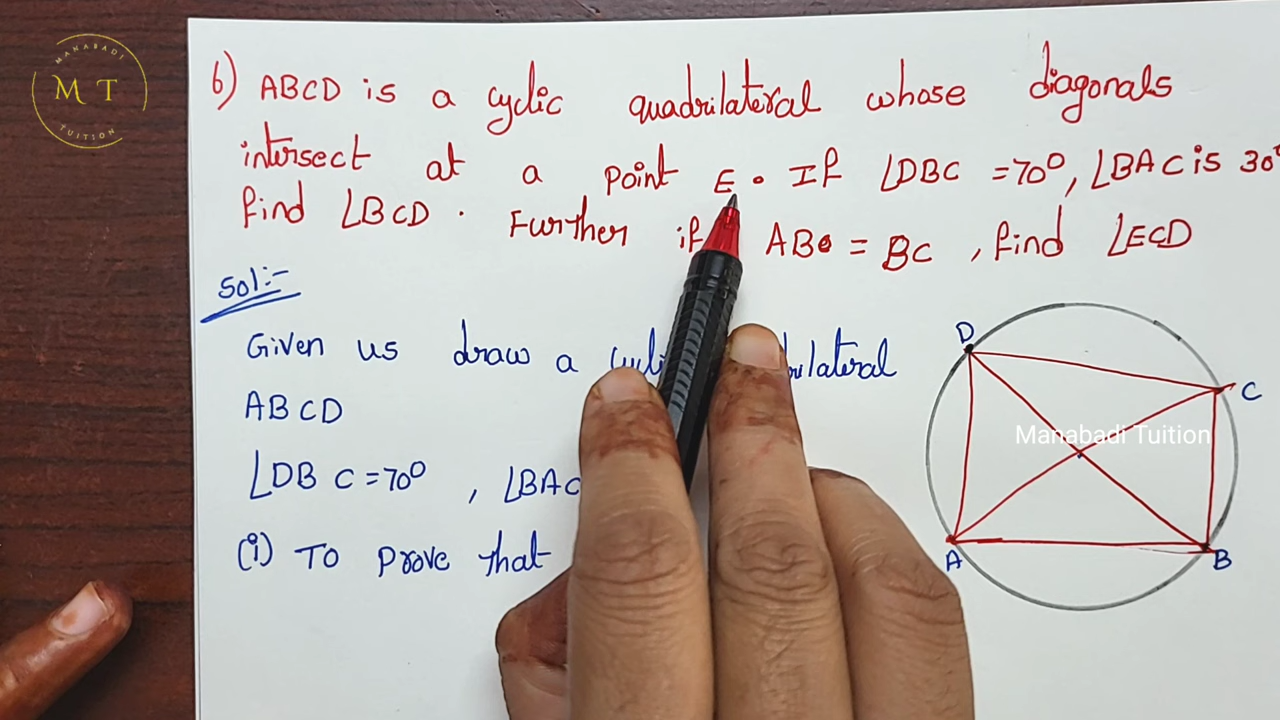 MANABADI
M T
TUITION
6) ABCD is a cyclic quadrilateral whose diagonals
intersect at a point E. If ∠DBC = 70°, ∠BAC is 30°
find ∠BCD. Further if AB = BC, find ∠ECD
Sol:-
Given us draw a
ABCD
∠DBC = 70°, ∠BAC
(i) To prove that
D
C
Manabadi Tuition
A
B